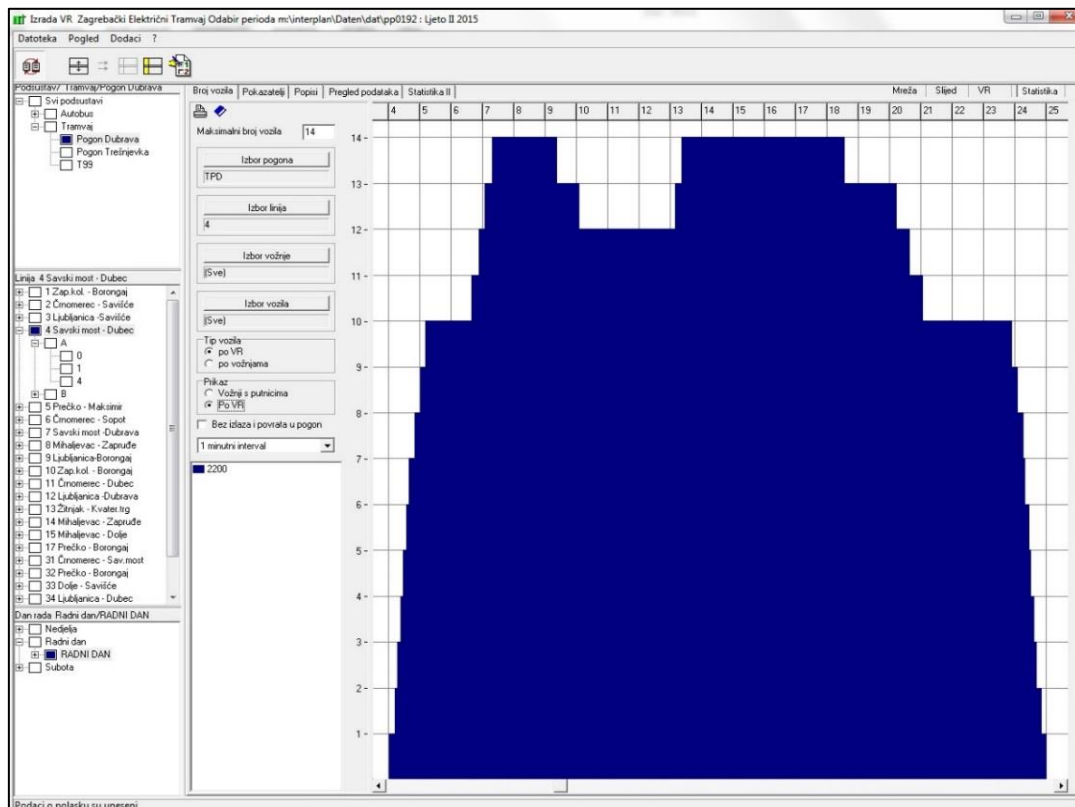 Izrada VR Zagrebački Električni Tramvaj Odabir perioda m:\interplan\Daten\dat\pp0192 : Ljeto II 2015
Datoteka Pogled Dodaci ?
Podsustav/ Tramvaj/Pogon Dubrava
Svi podsustavi
Autobus
Tramvaj
Pogon Dubrava
Pogon Trešnjevka
T99
Linija 4 Savski most - Dubec
1 Zap.kol. - Borongaj
2 Črnomerec - Savišće
3 Ljubljanica -Savišće
4 Savski most - Dubec
A
0
1
4
B
5 Prečko - Maksimir
6 Črnomerec - Sopot
7 Savski most -Dubrava
8 Mihaljevac - Zapruđe
9 Ljubljanica-Borongaj
10 Zap.kol. - Borongaj
11 Črnomerec - Dubec
12 Ljubljanica -Dubrava
13 Žitnjak - Kvater.trg
14 Mihaljevac - Zapruđe
15 Mihaljevac - Dolje
17 Prečko - Borongaj
31 Črnomerec - Sav.most
32 Prečko - Borongaj
33 Dolje - Savišće
34 Ljubljanica - Dubec
Dan rada Radni dan/RADNI DAN
Nedjelja
Radni dan
RADNI DAN
Subota
Broj vozila Pokazatelj Popisi Pregled podataka Statistika II
Mreža Slijed VR Statistika
Maksimalni broj vozila 14
Izbor pogona
TPD
Izbor linija
4
Izbor vožnje
(Sve)
Izbor vozila
(Sve)
Tip vozila
po VR
po vožnjama
Prikaz
Vožnji s putnicima
Po VR
Bez izlaza i povrata u pogon
1 minutni interval
2200
4 5 6 7 8 9 10 11 12 13 14 15 16 17 18 19 20 21 22 23 24 25
14
13
12
11
10
9
8
7
6
5
4
3
2
1
Podaci o polasku su uneseni